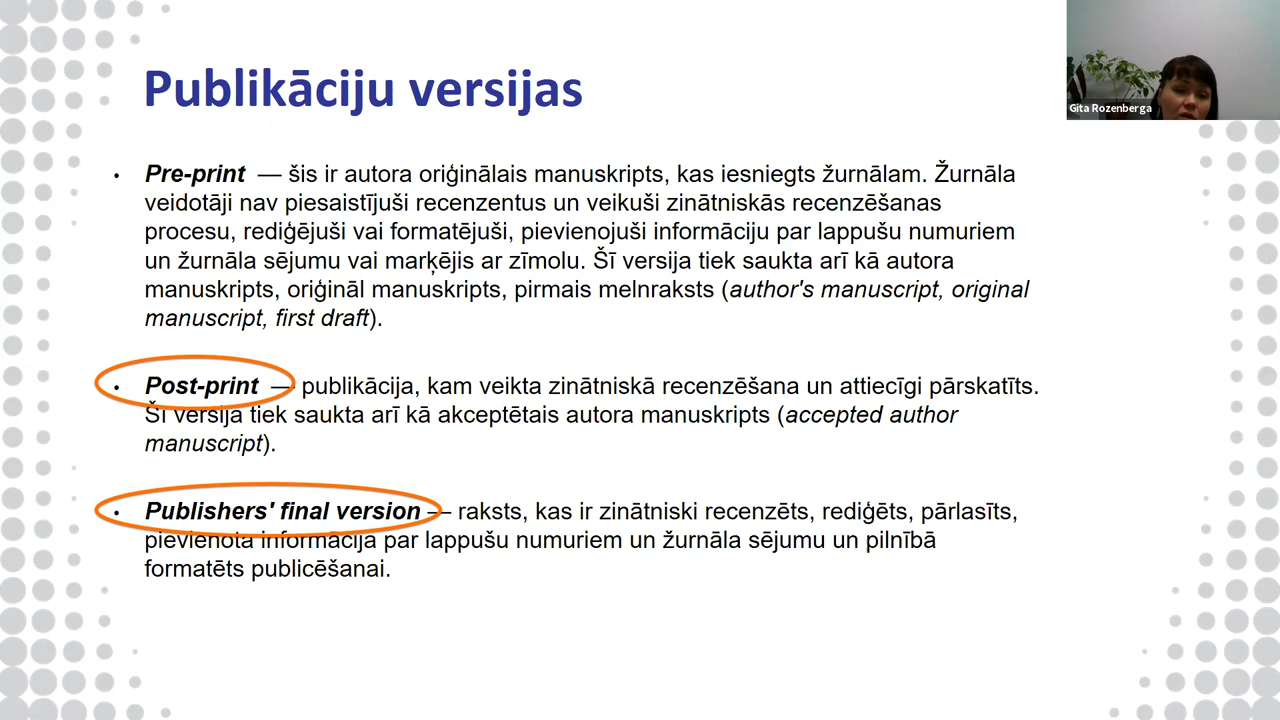 Publikāciju versijas
Gita Rozenberga
• Pre-print — šis ir autora oriģinālais manuskripts, kas iesniegts žurnālam. Žurnāla
veidotāji nav piesaistījuši recenzentus un veikuši zinātniskās recenzēšanas
procesu, rediģējuši vai formatējuši, pievienojuši informāciju par lappušu numuriem
un žurnāla sējumu vai marķējis ar zīmolu. Šī versija tiek saukta arī kā autora
manuskripts, oriģināl manuskripts, pirmais melnraksts (author's manuscript, original
manuscript, first draft).
• Post-print — publikācija, kam veikta zinātniskā recenzēšana un attiecīgi pārskatīts.
Šī versija tiek saukta arī kā akceptētais autora manuskripts (accepted author
manuscript).
• Publishers' final version — raksts, kas ir zinātniski recenzēts, rediģēts, pārlasīts,
pievienota informācija par lappušu numuriem un žurnāla sējumu un pilnībā
formatēts publicēšanai.